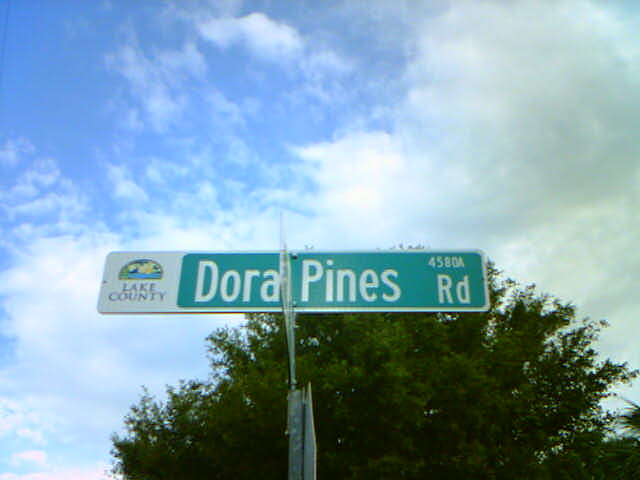 LAKE
COUNTY
Dora Pines Rd
4580A